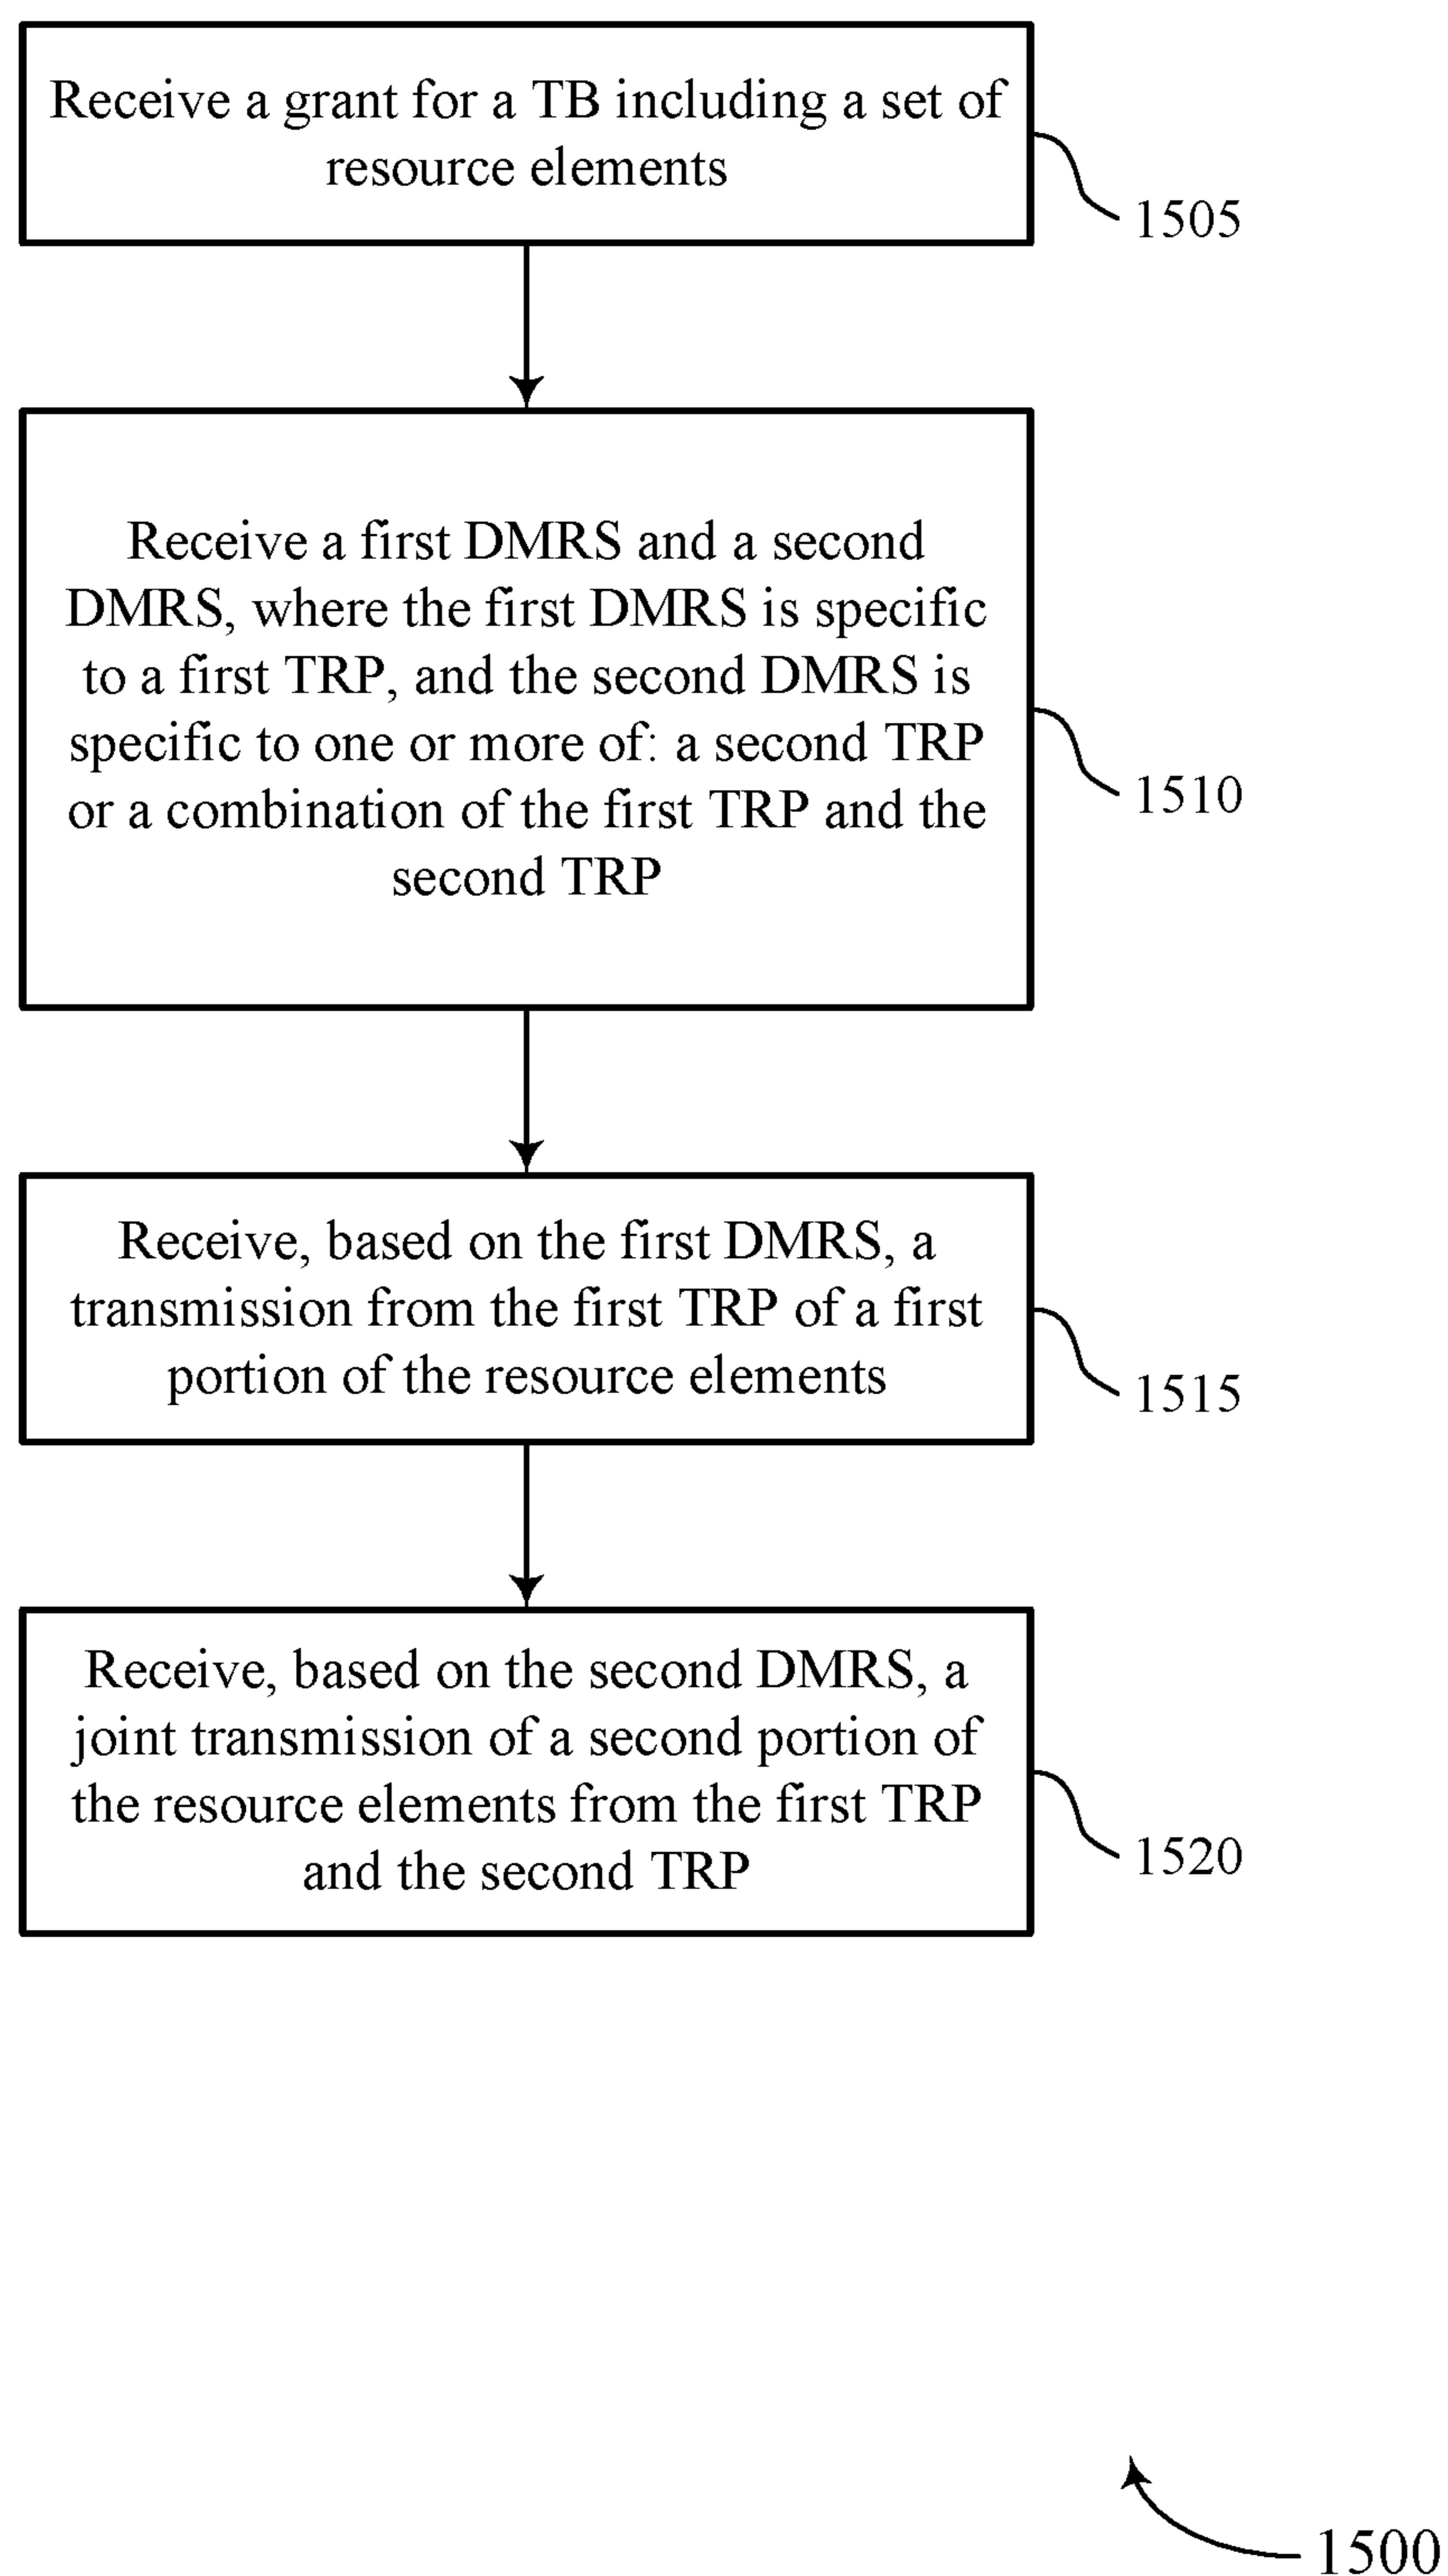 Receive a grant for a TB including a set of
resource elements
1505
Receive a first DMRS and a second
DMRS, where the first DMRS is specific
to a first TRP, and the second DMRS is
specific to one or more of: a second TRP
or a combination of the first TRP and the
second TRP
1510
Receive, based on the first DMRS, a
transmission from the first TRP of a first
portion of the resource elements
1515
Receive, based on the second DMRS, a
joint transmission of a second portion of
the resource elements from the first TRP
and the second TRP
1520
1500